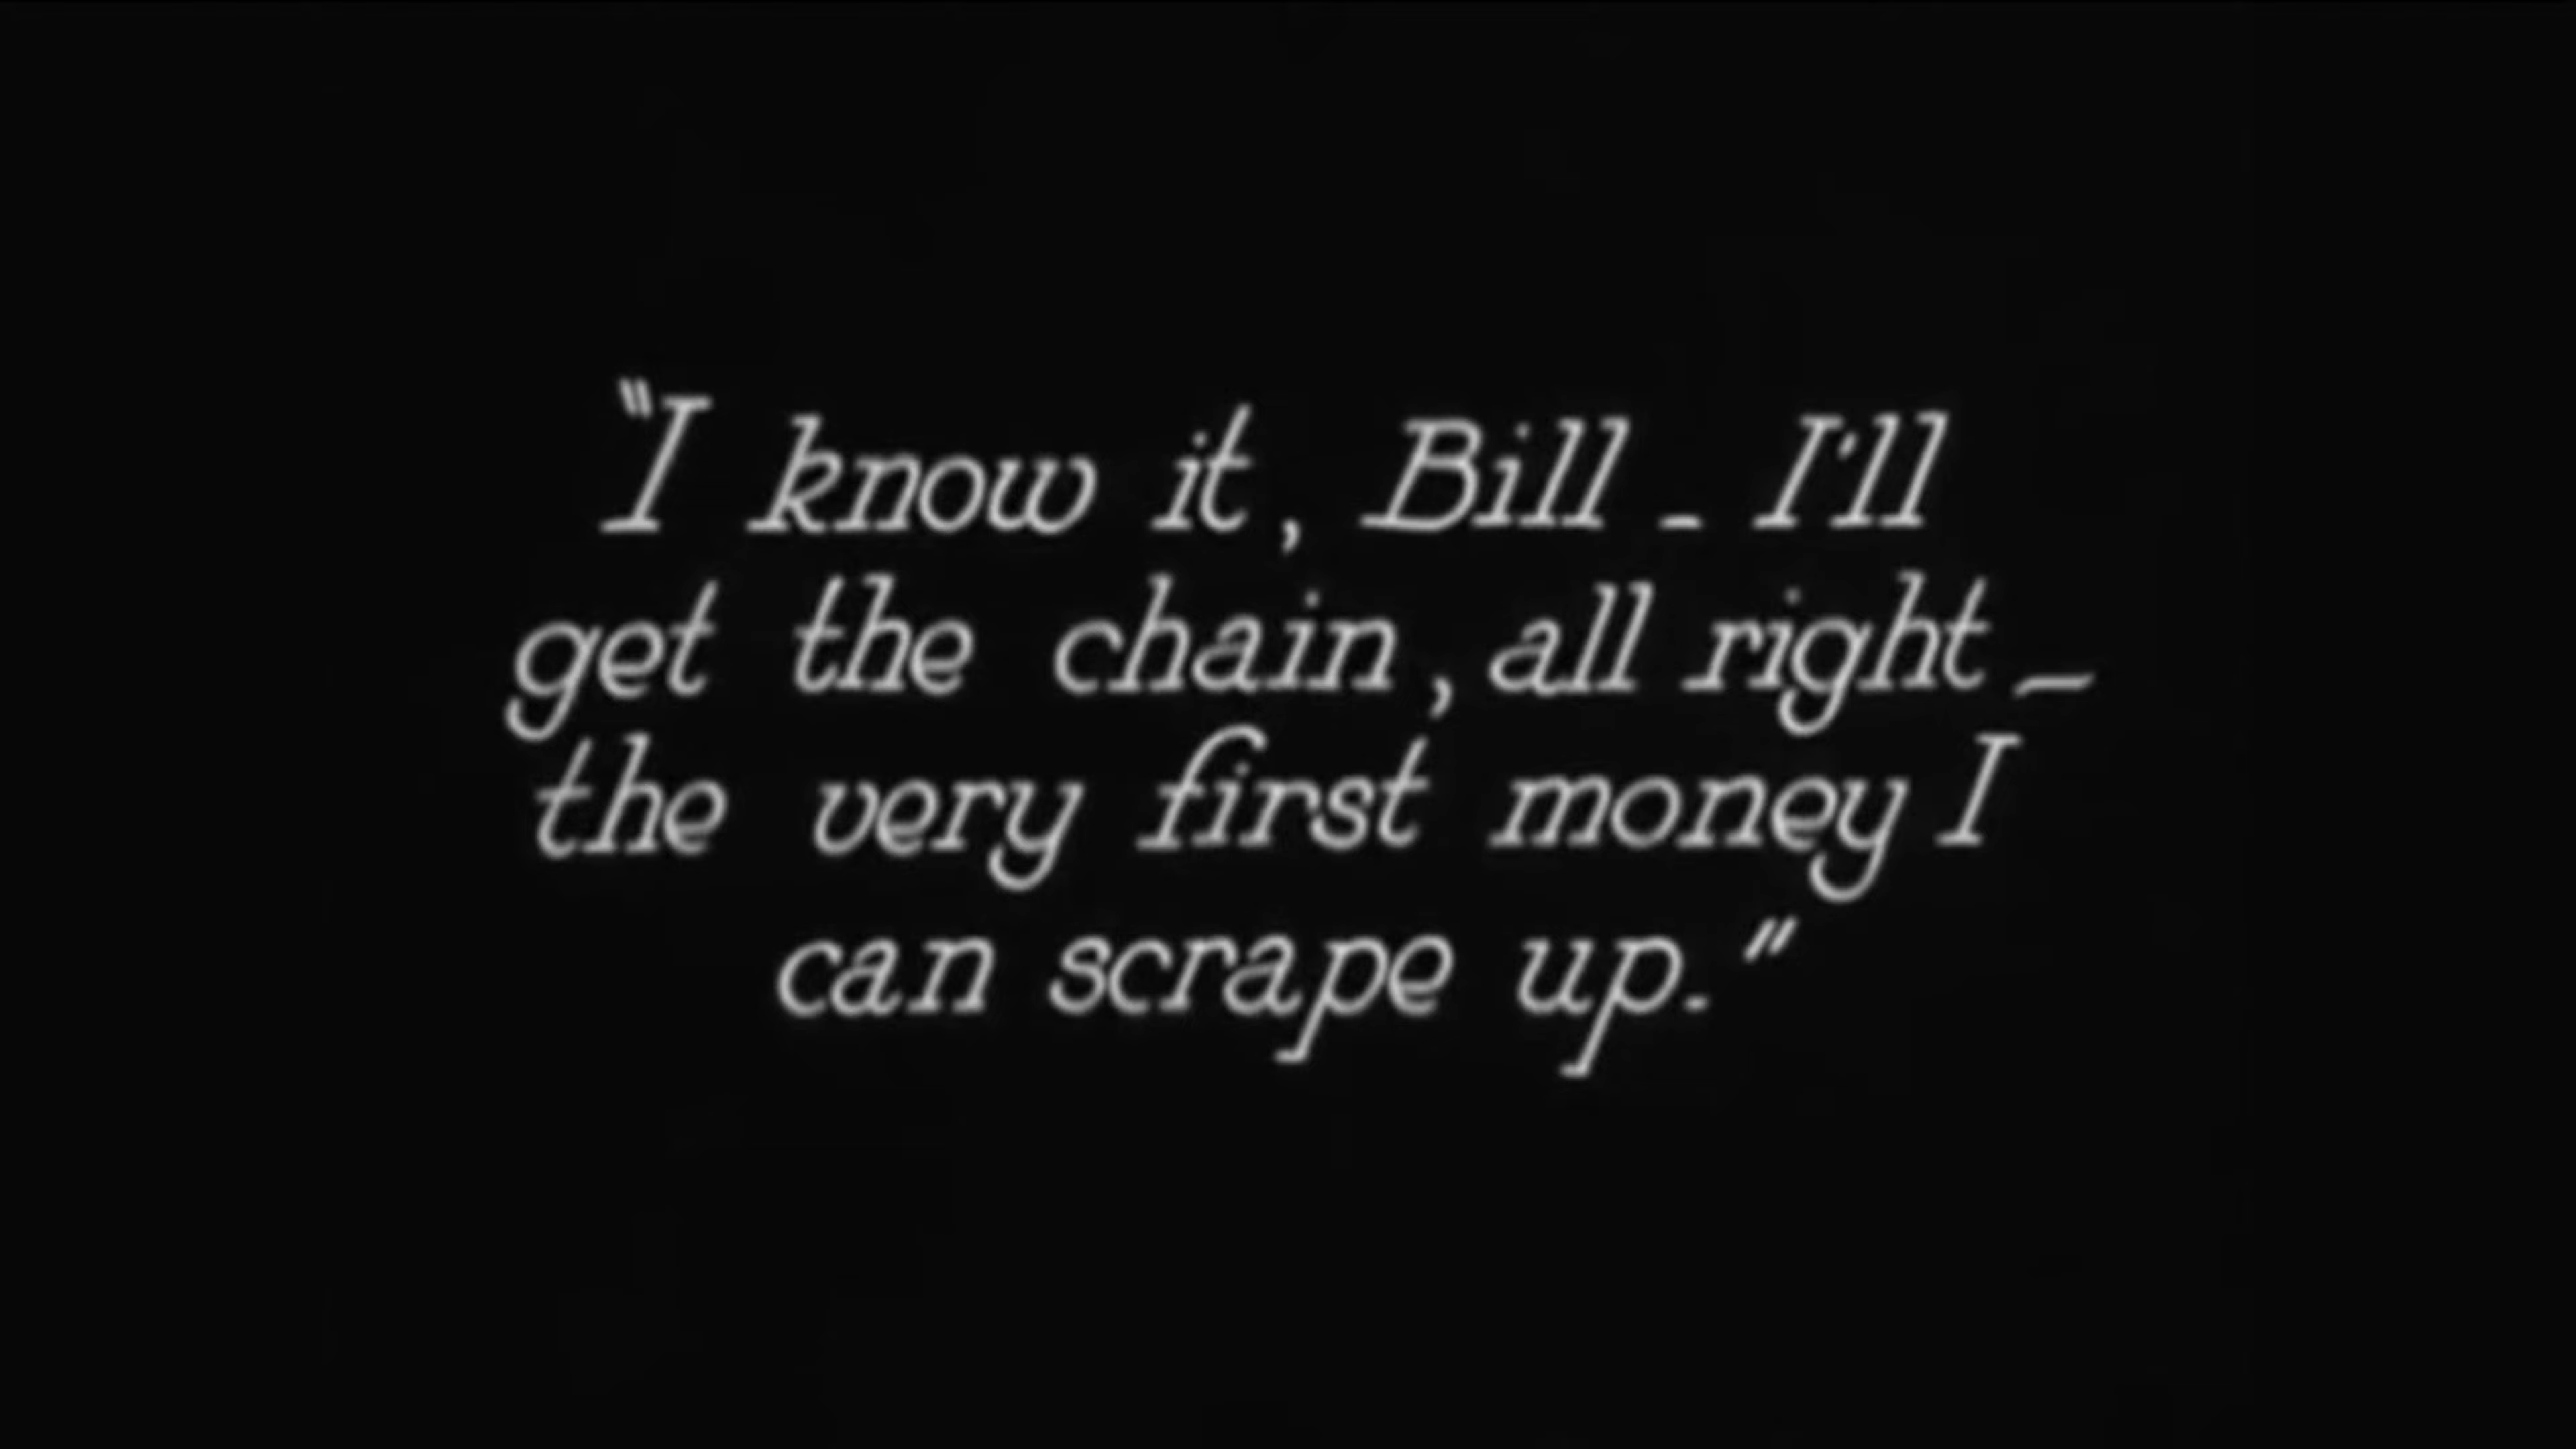 "I know it, Bill - I'll
get the chain, all right —
the very first money I
can scrape up."